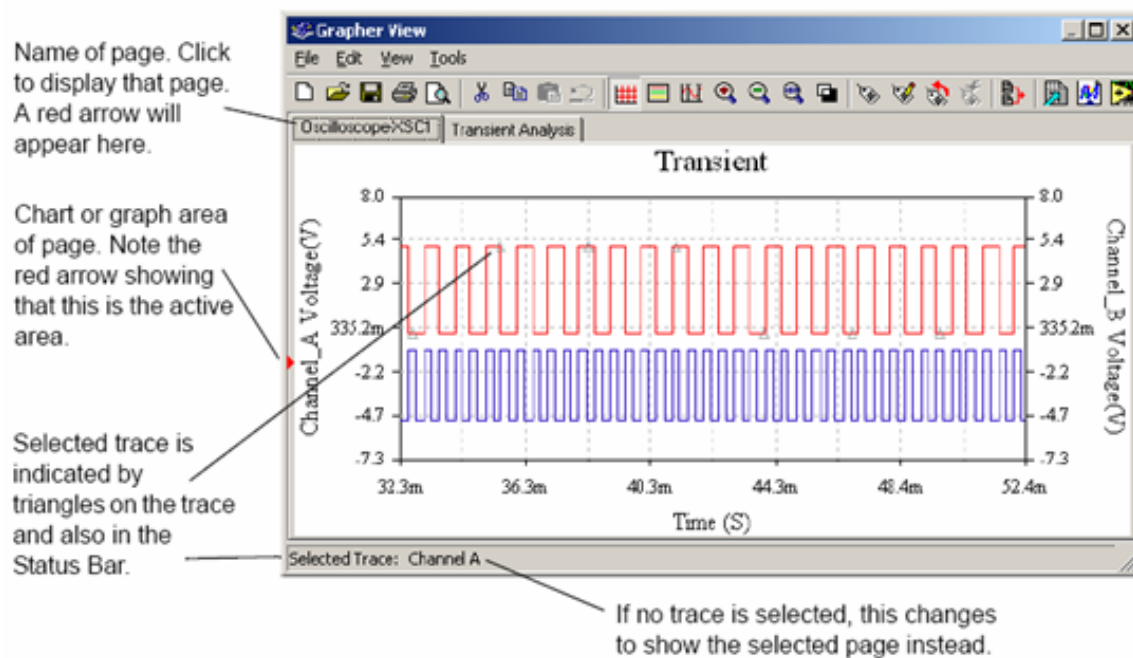 Grapher View
File Edit View Tools
Oscilloscope-XSC1 Transient Analysis
Name of page. Click
to display that page.
A red arrow will
appear here.
Chart or graph area
of page. Note the
red arrow showing
that this is the active
area.
Selected trace is
indicated by
triangles on the trace
and also in the
Status Bar.
Transient
Channel_A Voltage(V)
8.0
5.4
2.9
335.2m
-2.2
-4.7
-7.3
8.0
5.4
2.9
335.2m
-2.2
-4.7
-7.3
Channel_B Voltage(V)
32.3m 36.3m 40.3m 44.3m 48.4m 52.4m
Time (S)
Selected Trace: Channel A
If no trace is selected, this changes
to show the selected page instead.